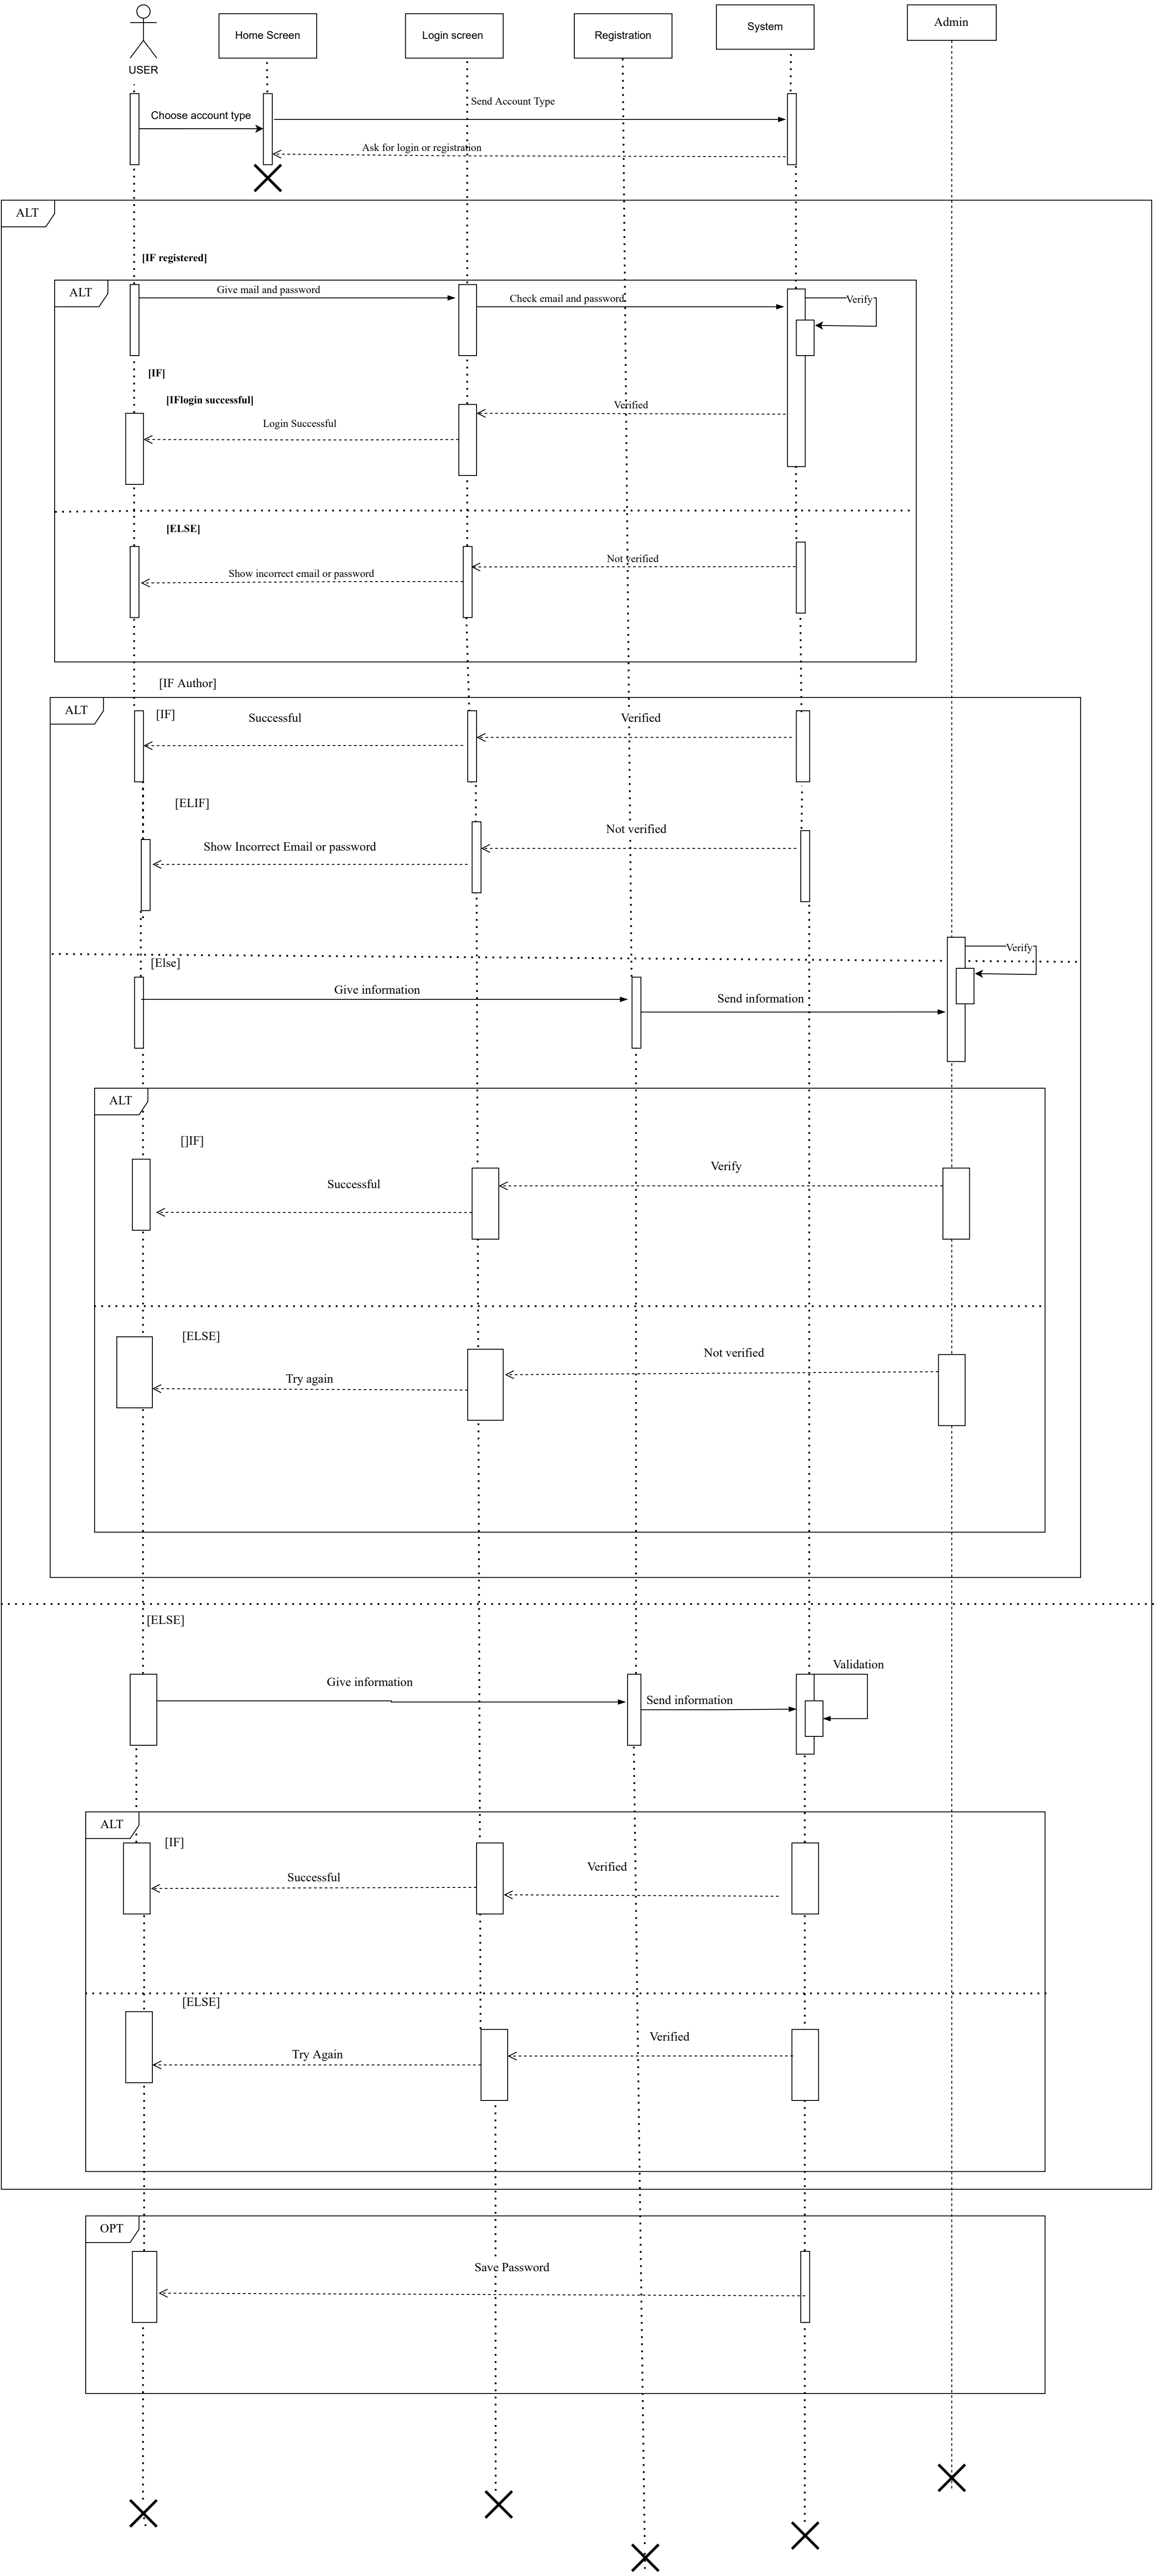 USER
Home Screen
Login screen
Registration
System
Admin
Send Account Type
Choose account type
Ask for login or registration
ALT
[IF registered]
ALT
Give mail and password
Check email and password
Verify
[IF]
[IFlogin successful]
Verified
Login Successful
[ELSE]
Not verified
Show incorrect email or password
[IF Author]
ALT
[IF]
Successful
Verified
[ELIF]
Not verified
Show Incorrect Email or password
Verify
[Else]
Give information
Send information
ALT
[]IF]
Verify
Successful
[ELSE]
Not verified
Try again
[ELSE]
Validation
Give information
Send information
ALT
[IF]
Verified
Successful
[ELSE]
Verified
Try Again
OPT
Save Password